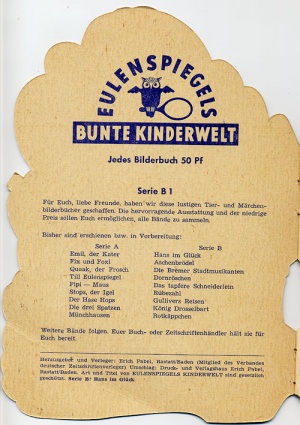 EULENSPIEGELS
BUNTE KINDERWELT
Jedes Bilderbuch 50 Pf
Serie B 1
Für Euch, liebe Freunde, haben wir diese lustigen Tier- und Märchen-
bilderbücher geschaffen. Die hervorragende Ausstattung und der niedrige
Preis sollen Euch ermöglichen, alle Bände zu sammeln.
Bisher sind erschienen bzw. in Vorbereitung:
Serie A
Emil, der Kater
Fix und Foxl
Quaak, der Frosch
Till Eulenspiegel
Pipi — Maus
Stops, der Igel
Der Hase Hops
Die drei Spatzen
Münchhausen
Serie B
Hans im Glück
Aschenbrödel
Die Bremer Stadtmusikanten
Dornröschen
Das tapfere Schneiderlein
Rübezahl
Gullivers Reisen
König Drosselbart
Rotkäppchen
Weitere Bände folgen. Euer Buch- oder Zeitschriftenhändler hält sie für
Euch bereit.
Herausgeber und Verleger: Erich Pabel, Rastatt/Baden (Mitglied des Verbandes
deutscher Zeitschriftenverleger) Umschlag: Druck- und Verlagshaus Erich Pabel,
Rastatt/Baden. Art und Titel von EULENSPIEGELS KINDERWELT sind gesetzlich
geschützt. Serie B: Hans im Glück.